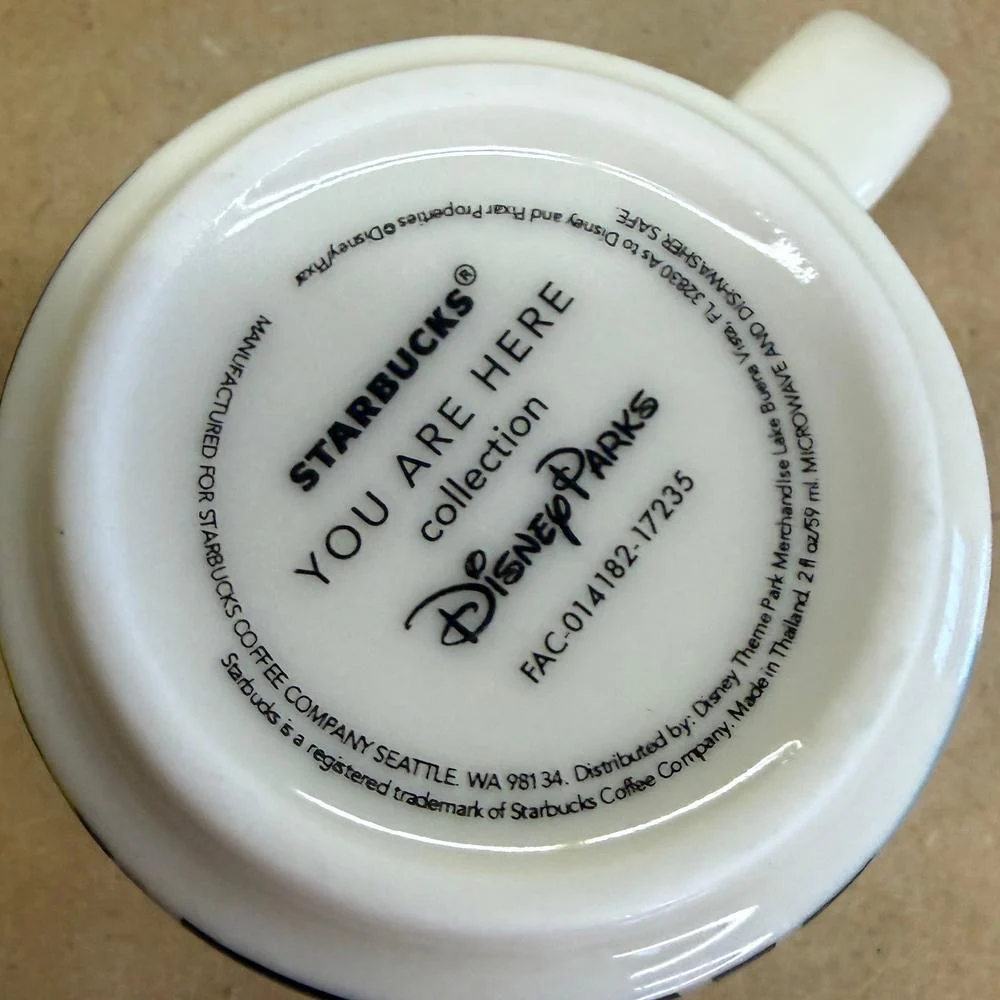 STARBUCKS®
YOU ARE HERE
collection
DISNEY PARKS
FAC-014182-17235
MANUFACTURED FOR STARBUCKS COFFEE COMPANY SEATTLE. WA 98134. Distributed by: Disney Theme Park Merchandise Lake Buena Vista, FL 32830 As to Disney and Pixar Properties ©Disney/Pixar
Starbucks is a registered trademark of Starbucks Coffee Company. Made in Thailand. 2 fl oz/59 ml. MICROWAVE AND DISHWASHER SAFE.